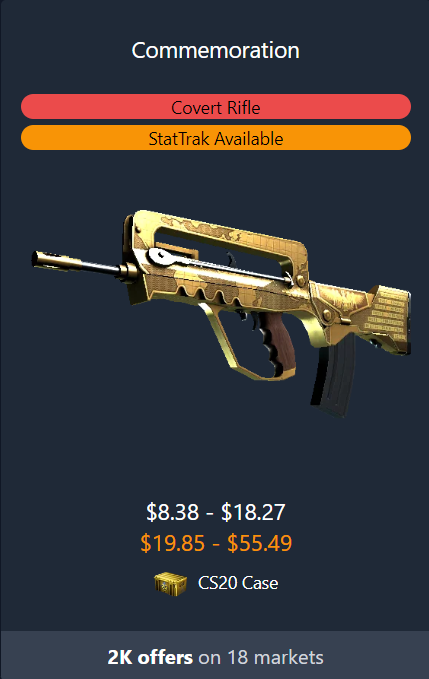 Commemoration
Covert Rifle
StatTrak Available
$8.38 - $18.27
$19.85 - $55.49
CS20 Case
2K offers on 18 markets